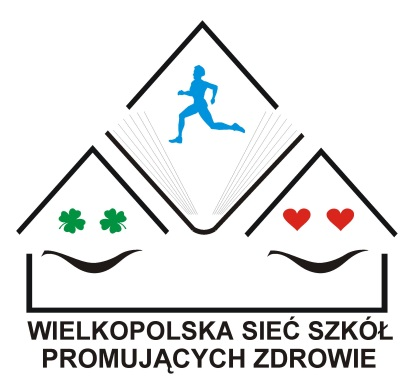 WIELKOPOLSKA SIEĆ SZKÓŁ
PROMUJĄCYCH ZDROWIE